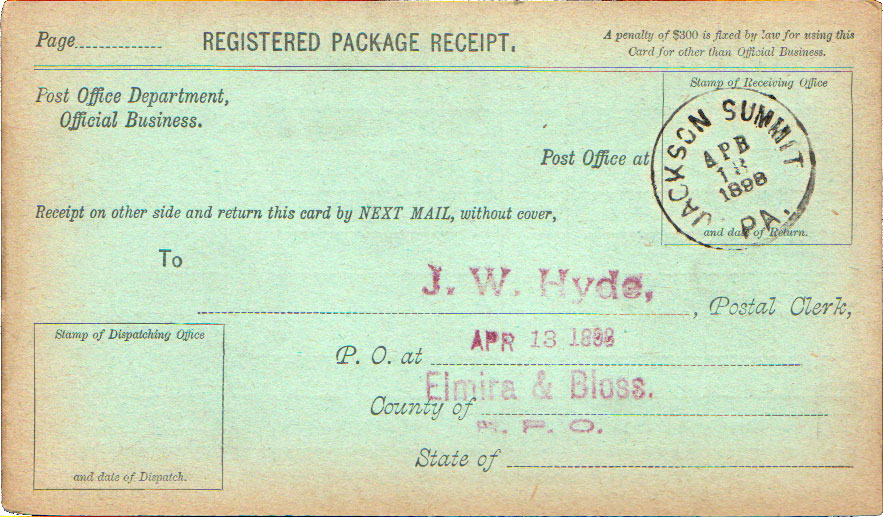 Page
REGISTERED PACKAGE RECEIPT.
A penalty of $300 is fixed by law for using this
Card for other than Official Business.
Post Office Department,
Official Business.
Stamp of Receiving Office
JACKSON SUMMIT
APR
13
1898
PA.
Post Office at
and date of Return.
Receipt on other side and return this card by NEXT MAIL, without cover,
To
J. W. Hyde,
, Postal Clerk,
Stamp of Dispatching Office
APR 13 1898
P. O. at
Elmira & Bloss.
County of
R. P. O.
State of
and date of Dispatch.